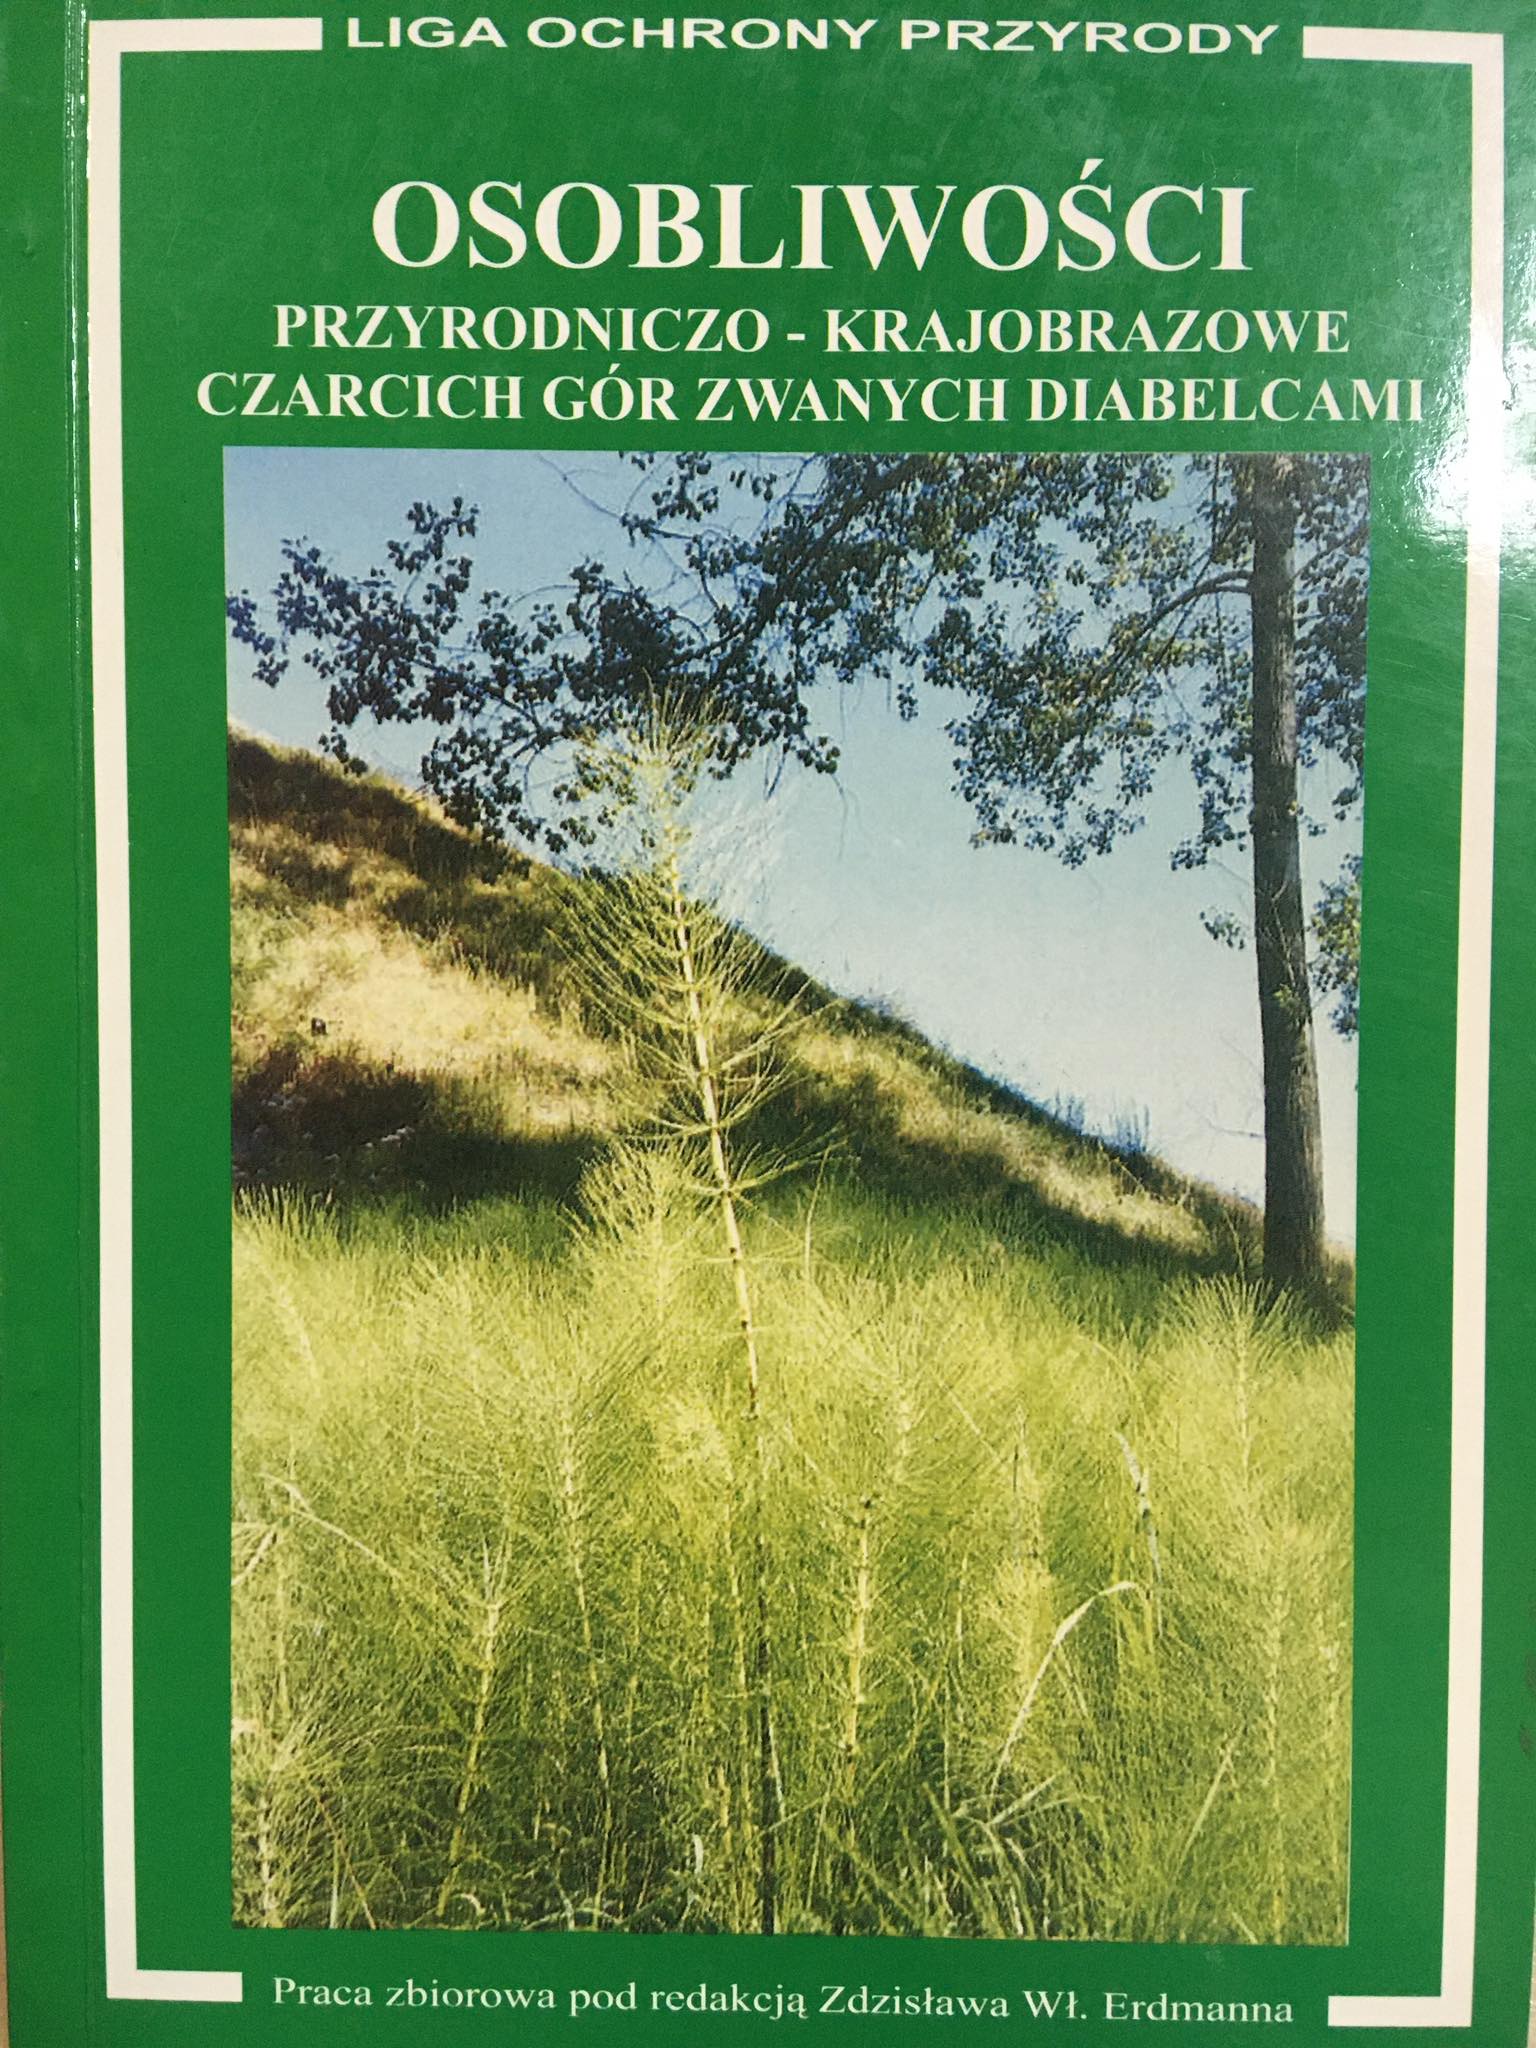 LIGA OCHRONY PRZYRODY
OSOBLIWOŚCI
PRZYRODNICZO - KRAJOBRAZOWE
CZARCICH GÓR ZWANYCH DIABELCAMI
Praca zbiorowa pod redakcją Zdzisława Wł. Erdmanna